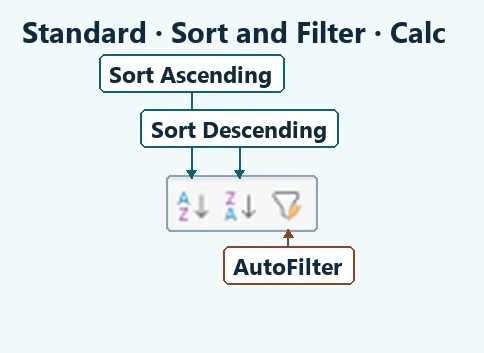 Standard · Sort and Filter · Calc
Sort Ascending
Sort Descending
A Z
Z A
AutoFilter